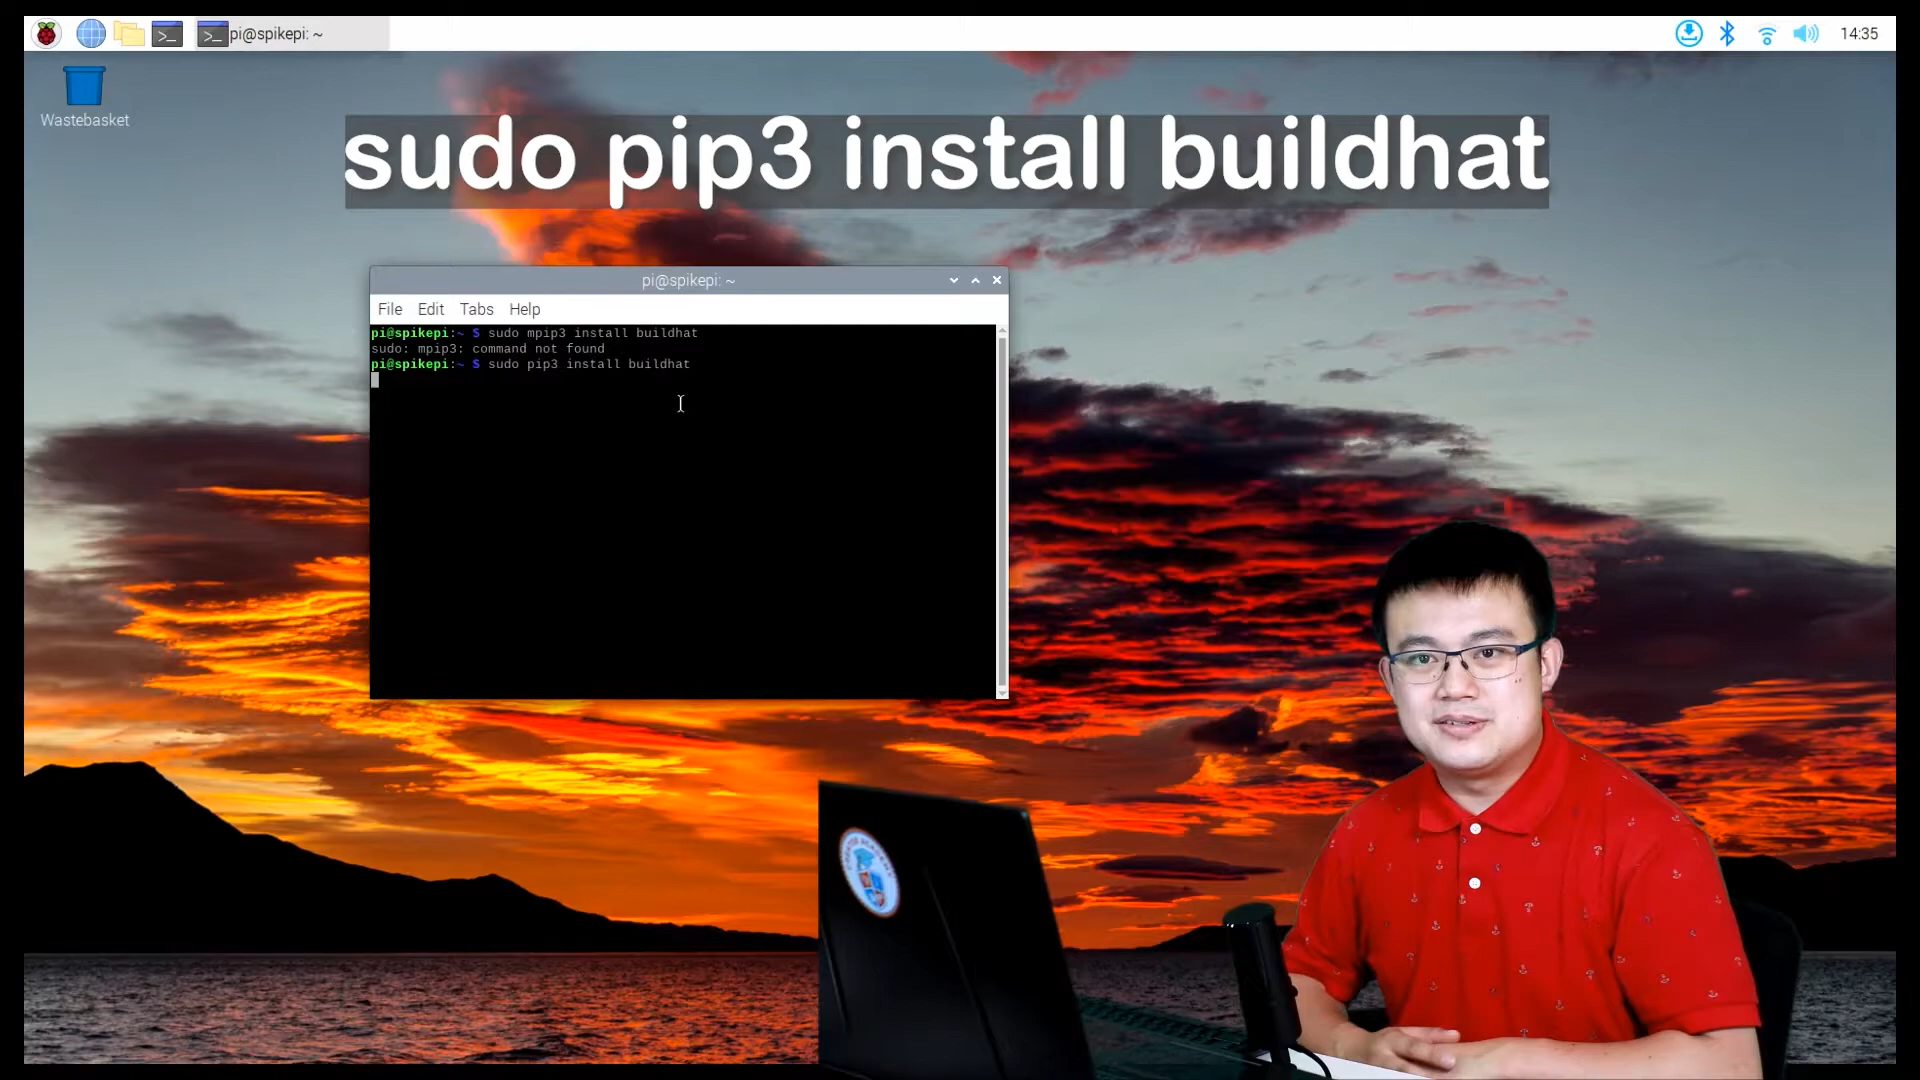 pi@spikepi: ~
14:35
Wastebasket
sudo pip3 install buildhat
pi@spikepi: ~
File Edit Tabs Help
pi@spikepi:~ $ sudo mpip3 install buildhat
sudo: mpip3: command not found
pi@spikepi:~ $ sudo pip3 install buildhat